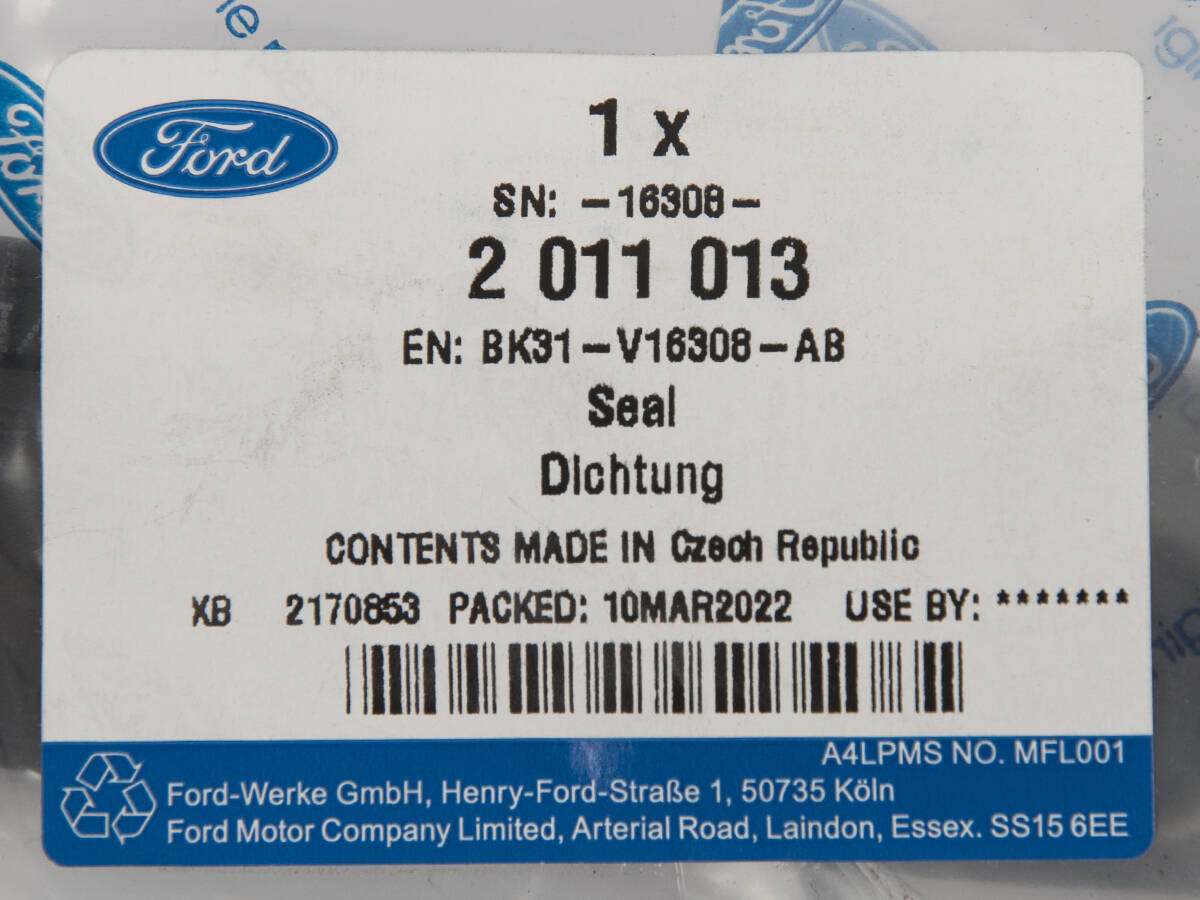 Ford
1 x
SN: -16308-
2 011 013
EN: BK31-V16308-AB
Seal
Dichtung
CONTENTS MADE IN Czech Republic
XB 2170853 PACKED: 10MAR2022 USE BY: *******
A4LPMS NO. MFL001
Ford-Werke GmbH, Henry-Ford-Straße 1, 50735 Köln
Ford Motor Company Limited, Arterial Road, Laindon, Essex. SS15 6EE